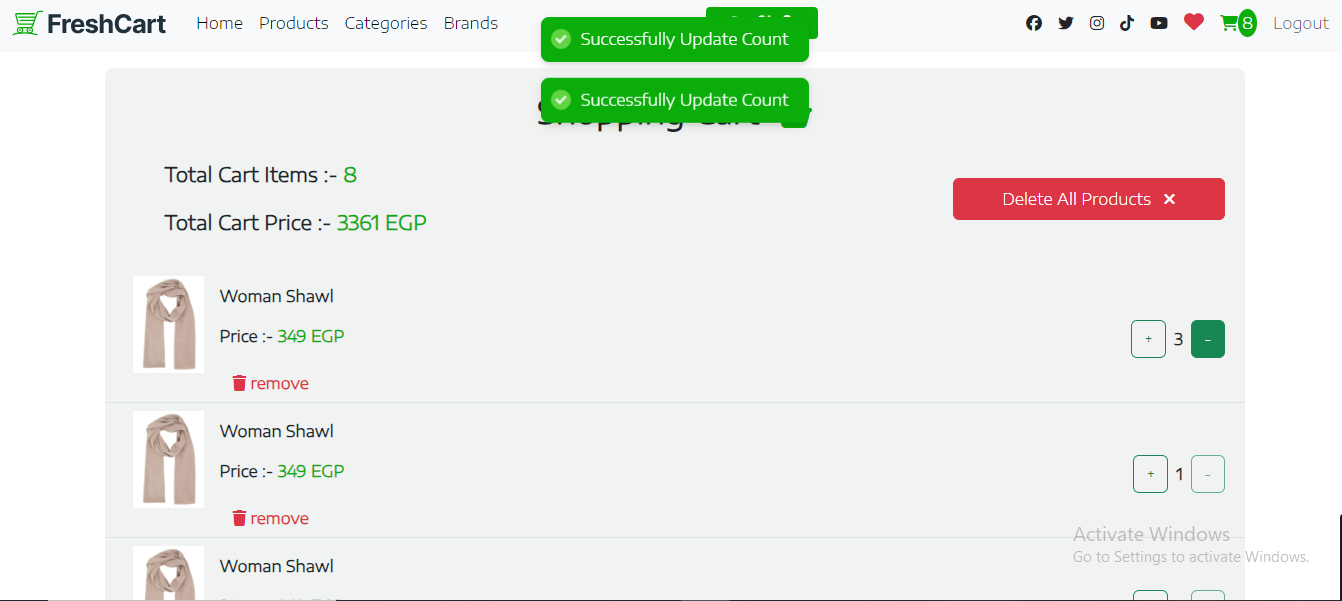 FreshCart
Home Products Categories Brands
8 Logout
Successfully Update Count
Successfully Update Count
Shopping Cart
Total Cart Items :- 8
Delete All Products ×
Total Cart Price :- 3361 EGP
Woman Shawl
Price :- 349 EGP
+ 3 -
remove
Woman Shawl
Price :- 349 EGP
+ 1 -
remove
Activate Windows
Go to Settings to activate Windows.
Woman Shawl